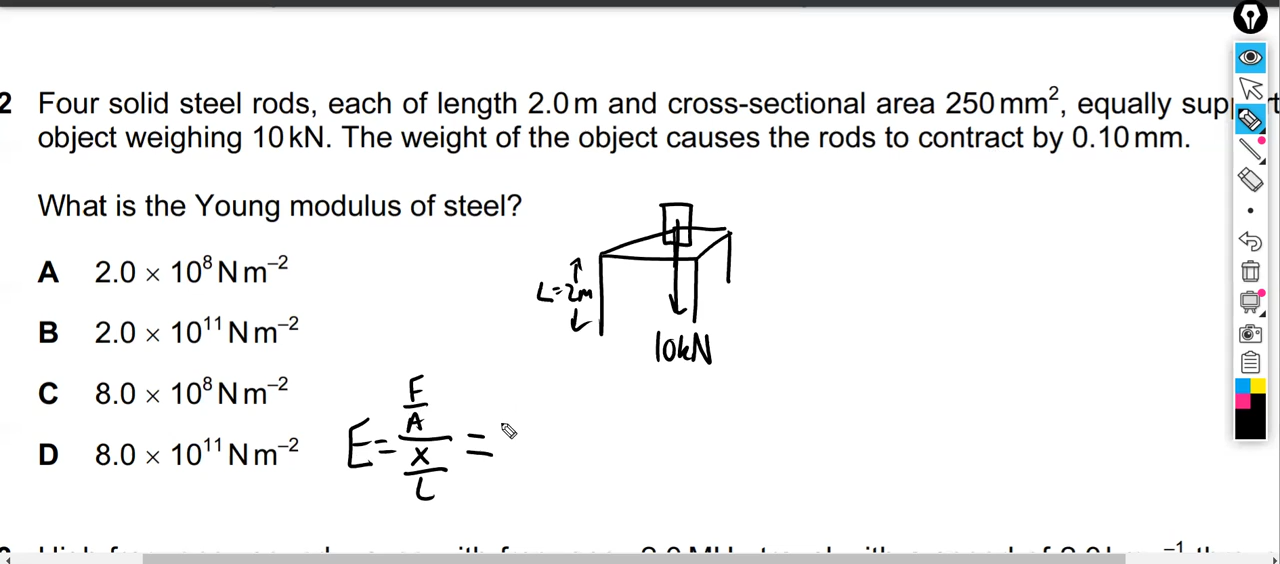 2 Four solid steel rods, each of length 2.0 m and cross-sectional area 250 mm², equally
object weighing 10 kN. The weight of the object causes the rods to contract by 0.10 mm.
What is the Young modulus of steel?
A 2.0 × 10⁸ N m⁻²
B 2.0 × 10¹¹ N m⁻²
C 8.0 × 10⁸ N m⁻²
D 8.0 × 10¹¹ N m⁻²
L=2m
10kN
F
A
E= =
x
L